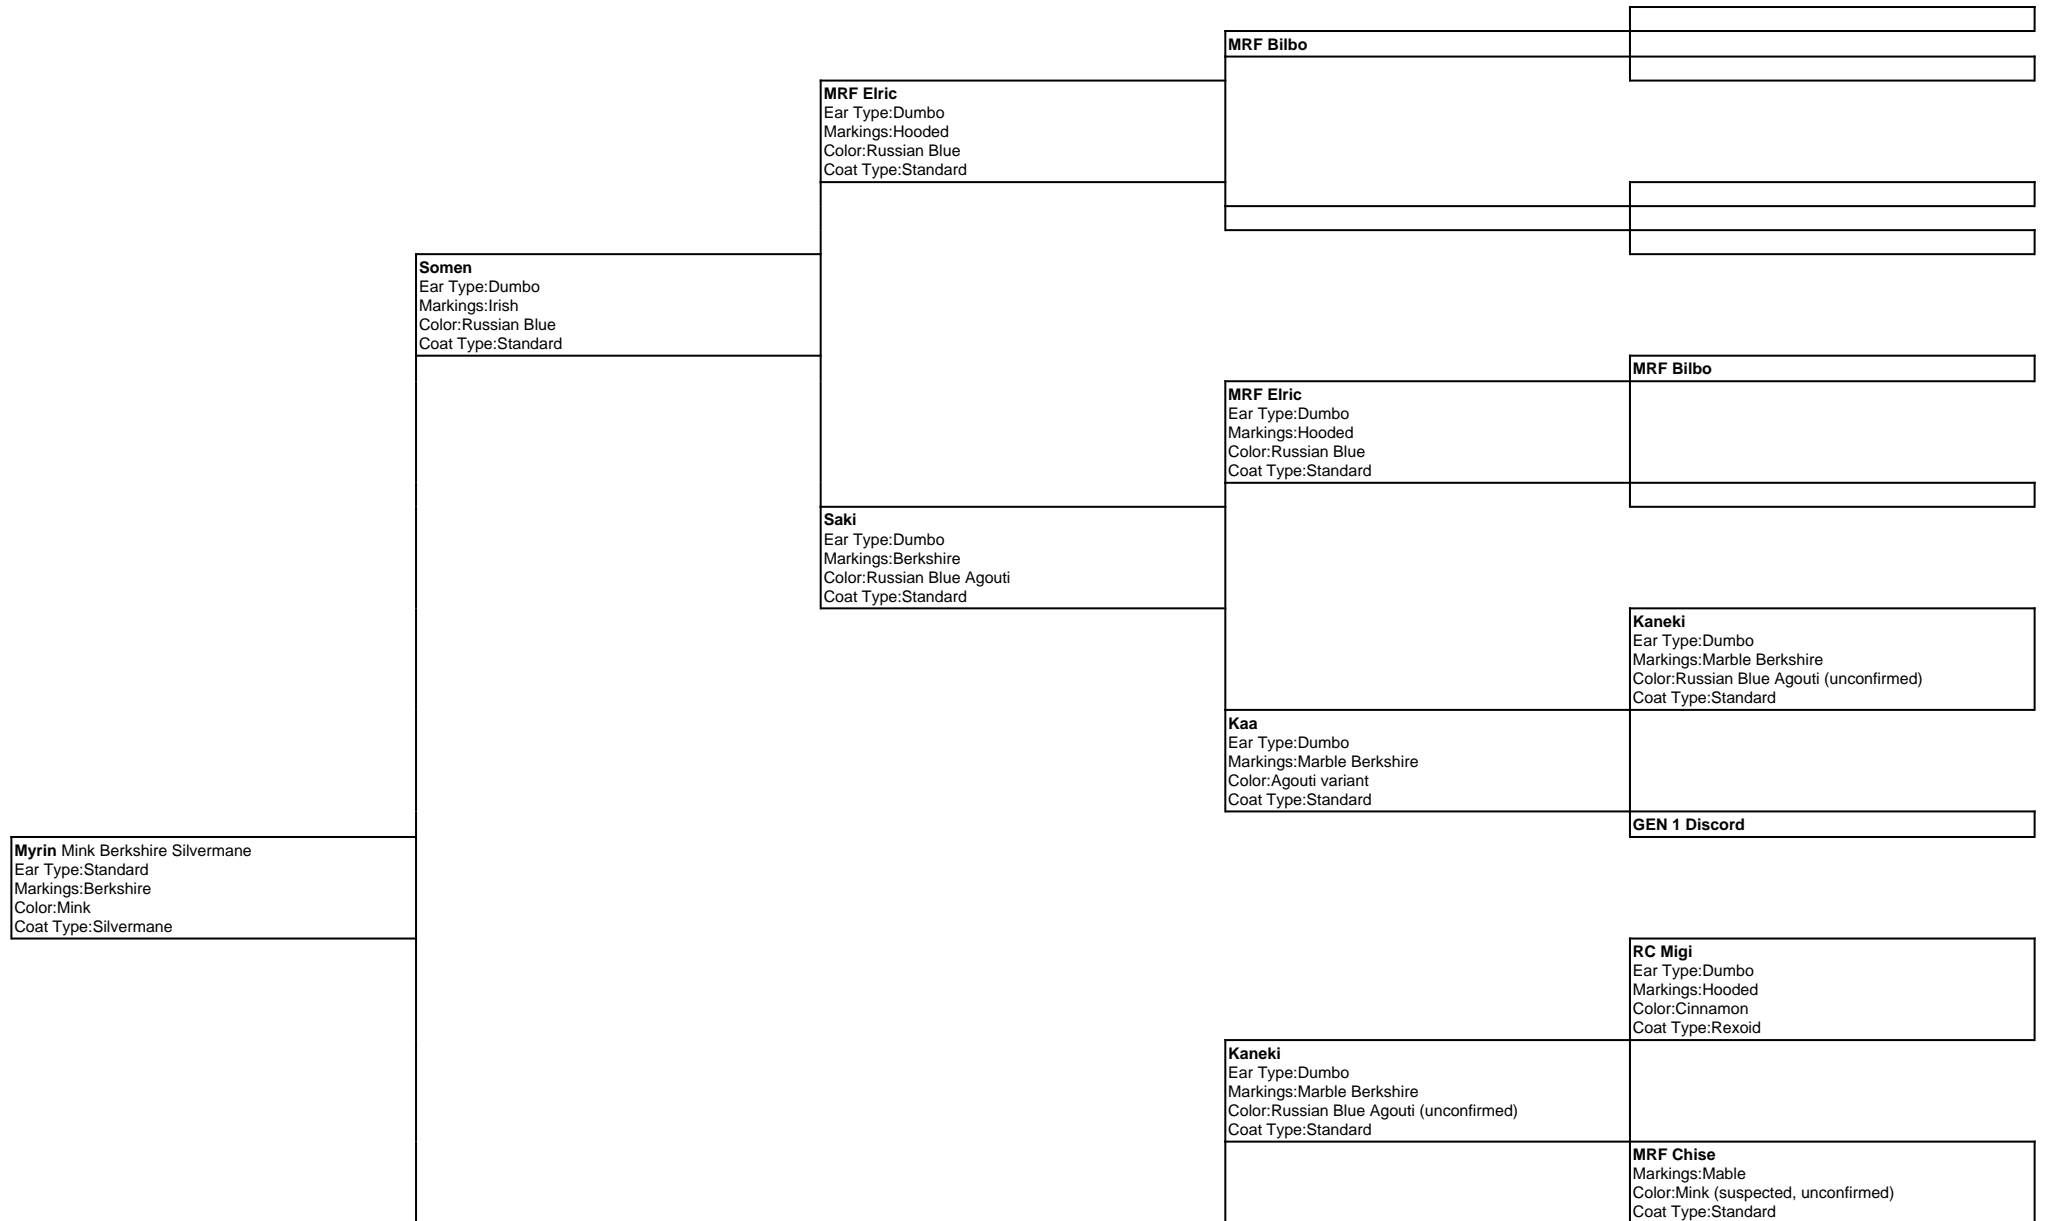 MRF Bilbo
MRF Elric
Ear Type:Dumbo
Markings:Hooded
Color:Russian Blue
Coat Type:Standard
Somen
Ear Type:Dumbo
Markings:Irish
Color:Russian Blue
Coat Type:Standard
MRF Bilbo
MRF Elric
Ear Type:Dumbo
Markings:Hooded
Color:Russian Blue
Coat Type:Standard
Saki
Ear Type:Dumbo
Markings:Berkshire
Color:Russian Blue Agouti
Coat Type:Standard
Kaneki
Ear Type:Dumbo
Markings:Marble Berkshire
Color:Russian Blue Agouti (unconfirmed)
Coat Type:Standard
Kaa
Ear Type:Dumbo
Markings:Marble Berkshire
Color:Agouti variant
Coat Type:Standard
GEN 1 Discord
Myrin Mink Berkshire Silvermane
Ear Type:Standard
Markings:Berkshire
Color:Mink
Coat Type:Silvermane
RC Migi
Ear Type:Dumbo
Markings:Hooded
Color:Cinnamon
Coat Type:Rexoid
Kaneki
Ear Type:Dumbo
Markings:Marble Berkshire
Color:Russian Blue Agouti (unconfirmed)
Coat Type:Standard
MRF Chise
Markings:Mable
Color:Mink (suspected, unconfirmed)
Coat Type:Standard